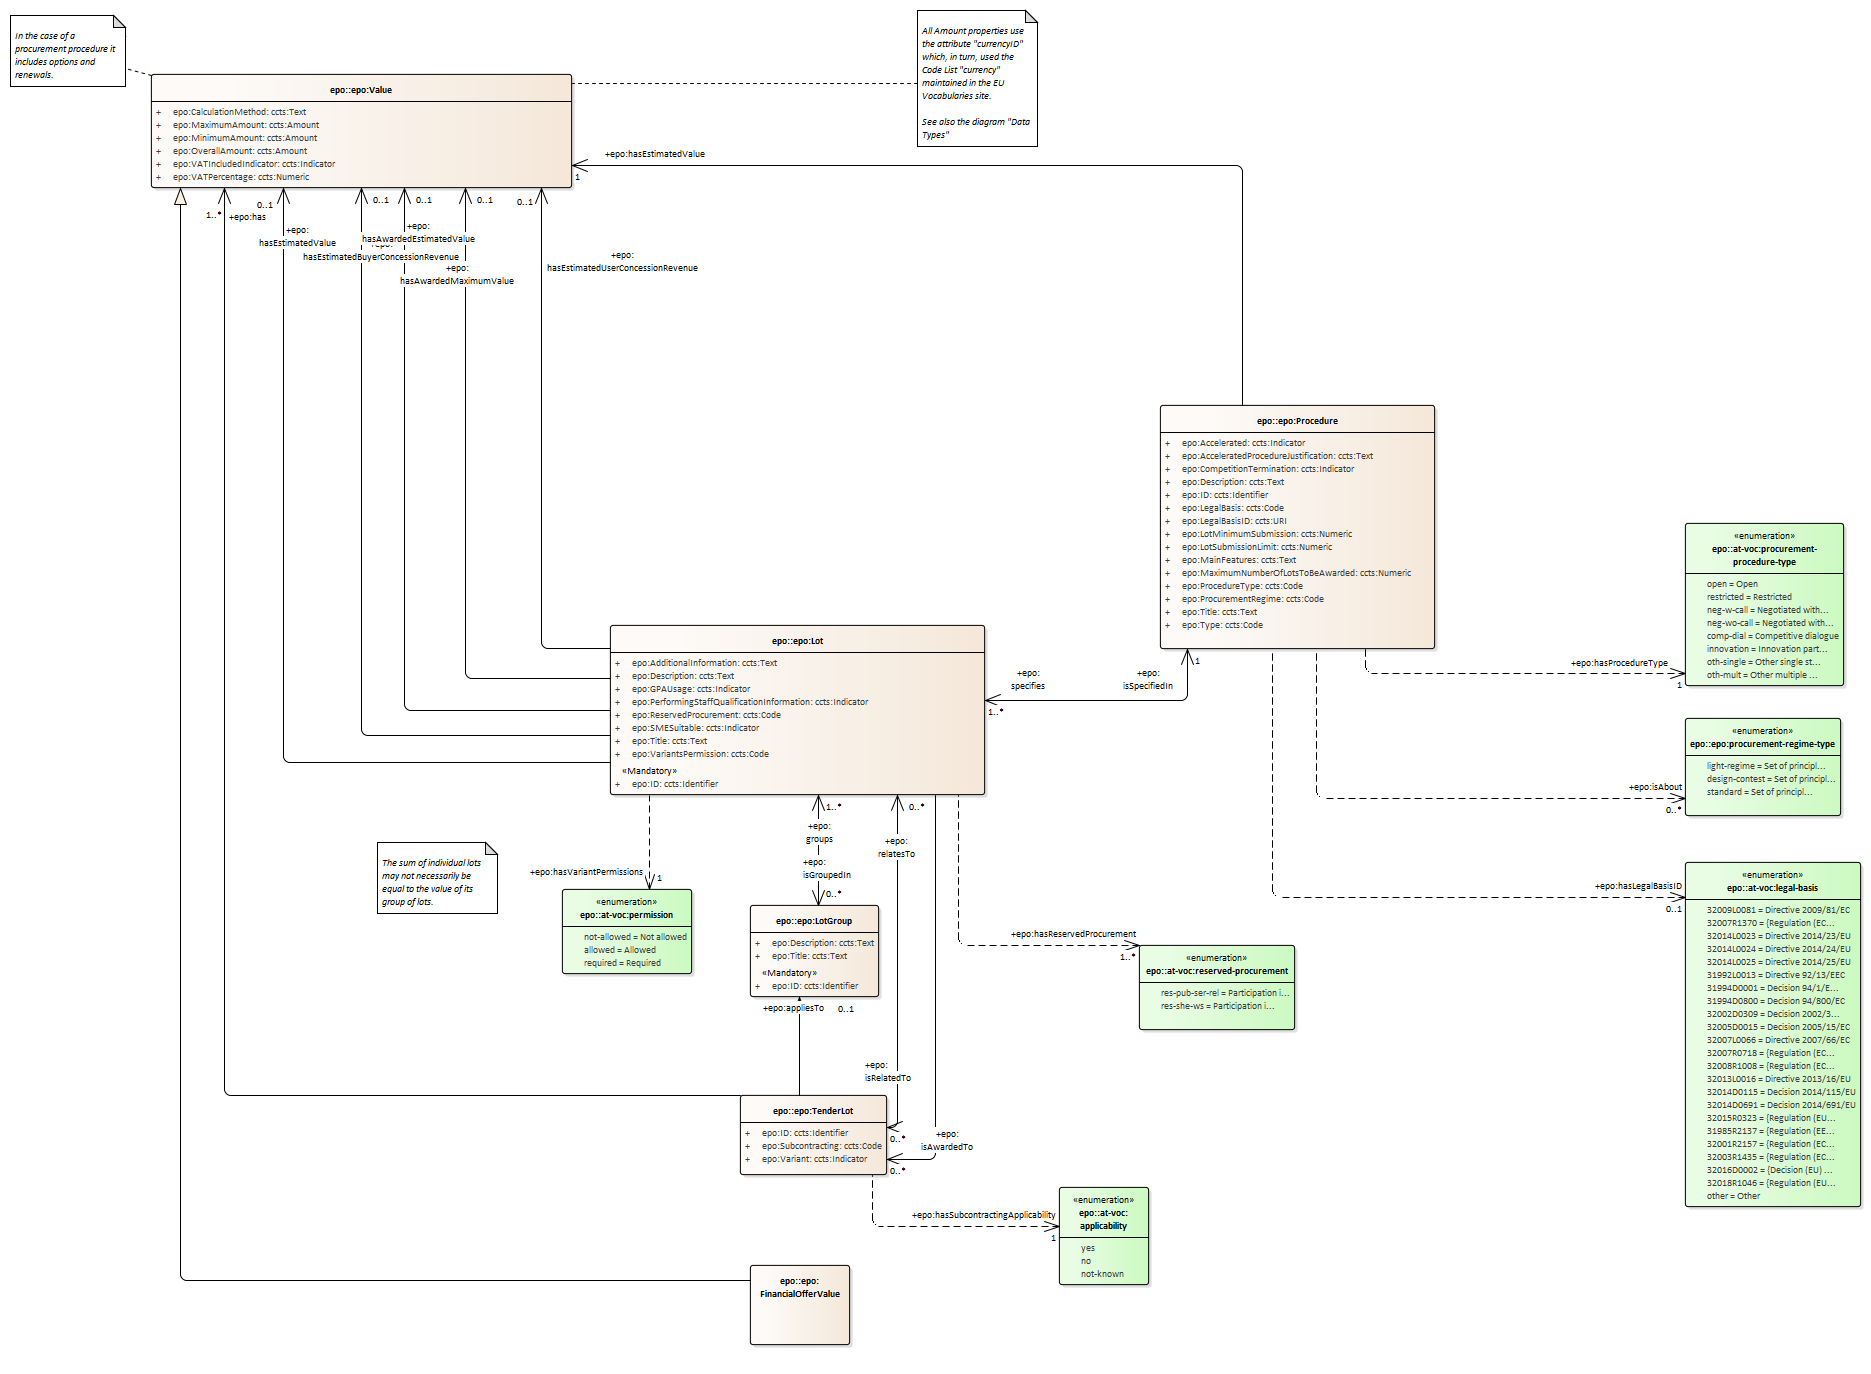 In the case of a
procurement procedure it
includes options and
renewals.
All Amount properties use
the attribute "currencyID"
which, in turn, used the
Code List "currency"
maintained in the EU
Vocabularies site.
See also the diagram "Data
Types"
epo::epo:Value
+ epo:CalculationMethod: ccts:Text
+ epo:MaximumAmount: ccts:Amount
+ epo:MinimumAmount: ccts:Amount
+ epo:OverallAmount: ccts:Amount
+ epo:VATIncludedIndicator: ccts:Indicator
+ epo:VATPercentage: ccts:Numeric
+epo:hasEstimatedValue
1
1..*
+epo:has
0..1
+epo:
hasEstimatedValue
0..1
hasEstimatedBuyerConcessionRevenue
0..1
+epo:
hasAwardedEstimatedValue
0..1
+epo:
hasAwardedMaximumValue
0..1
+epo:
hasEstimatedUserConcessionRevenue
epo::epo:Procedure
+ epo:Accelerated: ccts:Indicator
+ epo:AcceleratedProcedureJustification: ccts:Text
+ epo:CompetitionTermination: ccts:Indicator
+ epo:Description: ccts:Text
+ epo:ID: ccts:Identifier
+ epo:LegalBasis: ccts:Code
+ epo:LegalBasisID: ccts:URI
+ epo:LotMinimumSubmission: ccts:Numeric
+ epo:LotSubmissionLimit: ccts:Numeric
+ epo:MainFeatures: ccts:Text
+ epo:MaximumNumberOfLotsToBeAwarded: ccts:Numeric
+ epo:ProcedureType: ccts:Code
+ epo:ProcurementRegime: ccts:Code
+ epo:Title: ccts:Text
+ epo:Type: ccts:Code
«enumeration»
epo::at-voc:procurement-
procedure-type
open = Open
restricted = Restricted
neg-w-call = Negotiated with...
neg-wo-call = Negotiated with...
comp-dial = Competitive dialogue
innovation = Innovation part...
oth-single = Other single st...
oth-mult = Other multiple ...
+epo:hasProcedureType
1
epo::epo:Lot
+ epo:AdditionalInformation: ccts:Text
+ epo:Description: ccts:Text
+ epo:GPAUsage: ccts:Indicator
+ epo:PerformingStaffQualificationInformation: ccts:Indicator
+ epo:ReservedProcurement: ccts:Code
+ epo:SMESuitable: ccts:Indicator
+ epo:Title: ccts:Text
+ epo:VariantsPermission: ccts:Code
«Mandatory»
+ epo:ID: ccts:Identifier
+epo:
specifies
1..*
+epo:
isSpecifiedIn
1
«enumeration»
epo::epo:procurement-regime-type
light-regime = Set of principl...
design-contest = Set of principl...
standard = Set of principl...
+epo:isAbout
0..*
«enumeration»
epo::at-voc:legal-basis
32009L0081 = Directive 2009/81/EC
32007R1370 = {Regulation (EC...
32014L0023 = Directive 2014/23/EU
32014L0024 = Directive 2014/24/EU
32014L0025 = Directive 2014/25/EU
31992L0013 = Directive 92/13/EEC
31994D0001 = Decision 94/1/E...
31994D0800 = Decision 94/800/EC
32002D0309 = Decision 2002/3...
32005D0015 = Decision 2005/15/EC
32007L0066 = Directive 2007/66/EC
32007R0718 = {Regulation (EC...
32008R1008 = {Regulation (EC...
32013L0016 = Directive 2013/16/EU
32014D0115 = Decision 2014/115/EU
32014D0691 = Decision 2014/691/EU
32015R0323 = {Regulation (EU...
31985R2137 = {Regulation (EE...
32001R2157 = {Regulation (EC...
32003R1435 = {Regulation (EC...
32016D0002 = {Decision (EU) ...
32018R1046 = {Regulation (EU...
other = Other
+epo:hasLegalBasisID
0..1
The sum of individual lots
may not necessarily be
equal to the value of its
group of lots.
+epo:hasVariantPermissions
1
«enumeration»
epo::at-voc:permission
not-allowed = Not allowed
allowed = Allowed
required = Required
1..*
+epo:
groups
+epo:
isGroupedIn
0..*
0..*
+epo:
relatesTo
epo::epo:LotGroup
+ epo:Description: ccts:Text
+ epo:Title: ccts:Text
«Mandatory»
+ epo:ID: ccts:Identifier
+epo:appliesTo
0..1
+epo:hasReservedProcurement
1..*
«enumeration»
epo::at-voc:reserved-procurement
res-pub-ser-rel = Participation i...
res-she-ws = Participation i...
+epo:
isRelatedTo
0..*
+epo:
isAwardedTo
0..*
epo::epo:TenderLot
+ epo:ID: ccts:Identifier
+ epo:Subcontracting: ccts:Code
+ epo:Variant: ccts:Indicator
+epo:hasSubcontractingApplicability
1
«enumeration»
epo::at-voc:
applicability
yes
no
not-known
epo::epo:
FinancialOfferValue